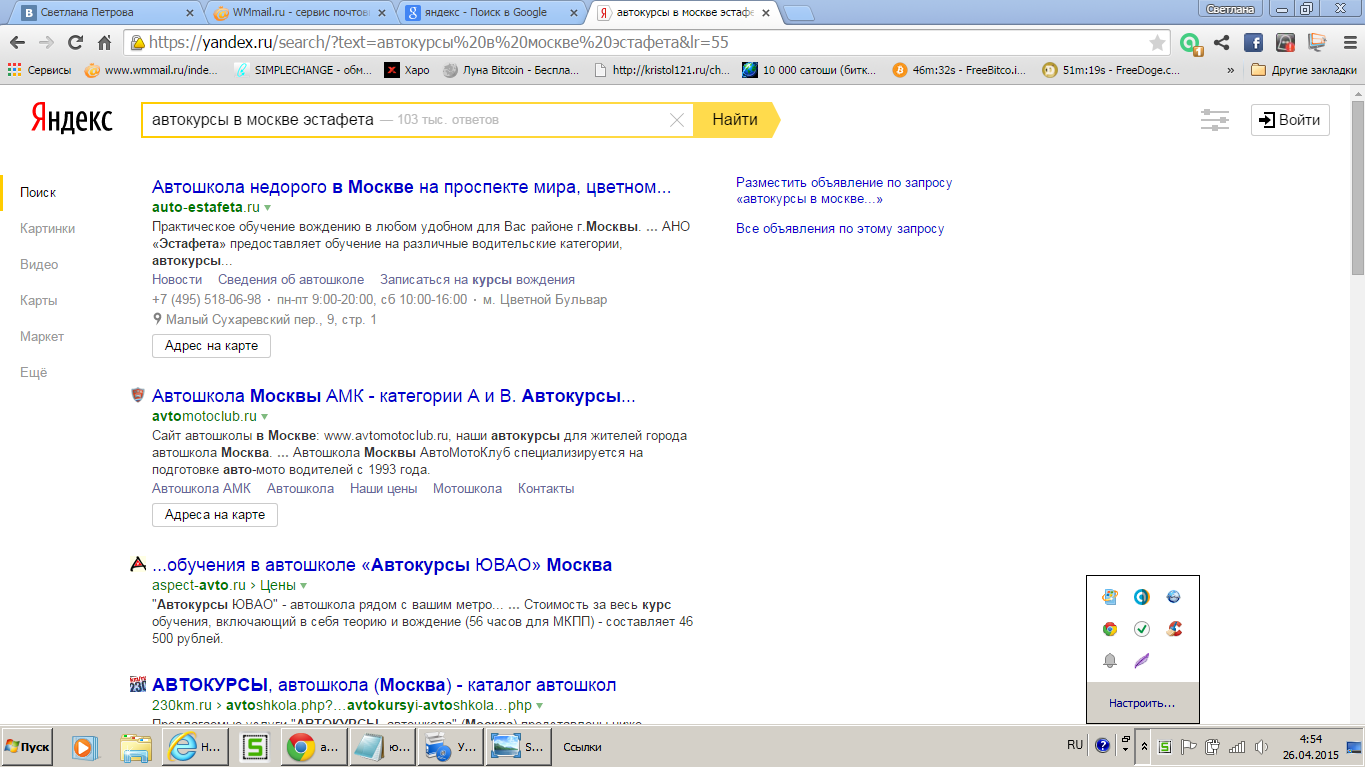 Светлана Петрова
WMmail.ru - сервис почтовы
яндекс - Поиск в Google
автокурсы в москве эстафе
Светлана
https://yandex.ru/search/?text=автокурсы%20в%20москве%20эстафета&lr=55
Сервисы
www.wmmail.ru/inde...
SIMPLECHANGE - обм...
Харо
Луна Bitcoin - Беспла...
http://kristol121.ru/ch...
10 000 сатоши (битк...
46m:32s - FreeBitco.i...
51m:19s - FreeDoge.c...
»
Другие закладки
Яндекс
автокурсы в москве эстафета — 103 тыс. ответов
Найти
Войти
Поиск
Картинки
Видео
Карты
Маркет
Ещё
Автошкола недорого в Москве на проспекте мира, цветном...
auto-estafeta.ru
Практическое обучение вождению в любом удобном для Вас районе г.Москвы. ... АНО
«Эстафета» предоставляет обучение на различные водительские категории,
автокурсы...
Новости Сведения об автошколе Записаться на курсы вождения
+7 (495) 518-06-98 · пн-пт 9:00-20:00, сб 10:00-16:00 · м. Цветной Бульвар
Малый Сухаревский пер., 9, стр. 1
Адрес на карте
Разместить объявление по запросу
«автокурсы в москве...»
Все объявления по этому запросу
Автошкола Москвы АМК - категории А и В. Автокурсы...
avtomotoclub.ru
Сайт автошколы в Москве: www.avtomotoclub.ru, наши автокурсы для жителей города
автошкола Москва. ... Автошкола Москвы АвтоМотоКлуб специализируется на
подготовке авто-мото водителей с 1993 года.
Автошкола АМК Автошкола Наши цены Мотошкола Контакты
Адреса на карте
...обучения в автошколе «Автокурсы ЮВАО» Москва
aspect-avto.ru › Цены
"Автокурсы ЮВАО" - автошкола рядом с вашим метро... ... Стоимость за весь курс
обучения, включающий в себя теорию и вождение (56 часов для МКПП) - составляет 46
500 рублей.
АВТОКУРСЫ, автошкола (Москва) - каталог автошкол
230km.ru › avtoshkola.php?...avtokursyi-avtoshkola...php
Предлагаемые услуги "АВТОКУРСЫ, автошкола" (Москва) представлены ниже.
Настроить...
Пуск
Н...
а...
ю...
У...
S...
Ссылки
RU
4:54
26.04.2015